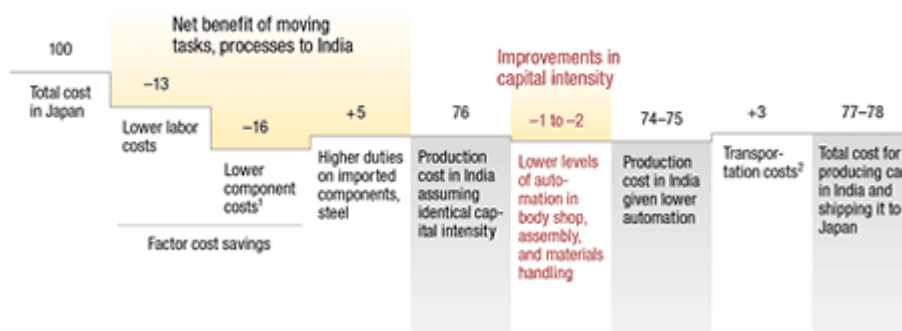 Net benefit of moving
tasks, processes to India
Improvements in
capital intensity
100
Total cost
in Japan
–13
Lower labor
costs
–16
Lower
component
costs¹
Factor cost savings
+5
Higher duties
on imported
components,
steel
76
Production
cost in India
assuming
identical cap-
ital intensity
–1 to –2
Lower levels
of auto-
mation in
body shop,
assembly,
and materials
handling
74–75
Production
cost in India
given lower
automation
+3
Transpor-
tation costs²
77–78
Total cost for
producing ca
in India and
shipping it to
Japan